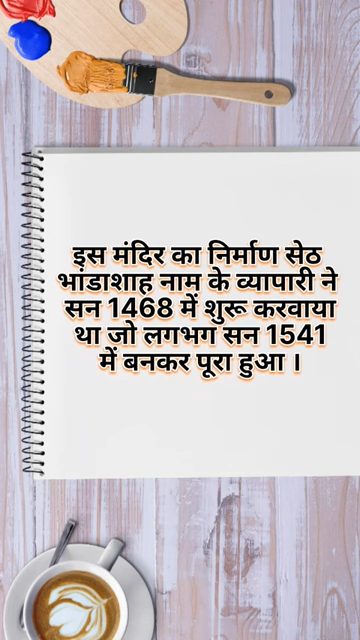 इस मंदिर का निर्माण सेठ
भांडाशाह नाम के व्यापारी ने
सन 1468 में शुरू करवाया
था जो लगभग सन 1541
में बनकर पूरा हुआ ।